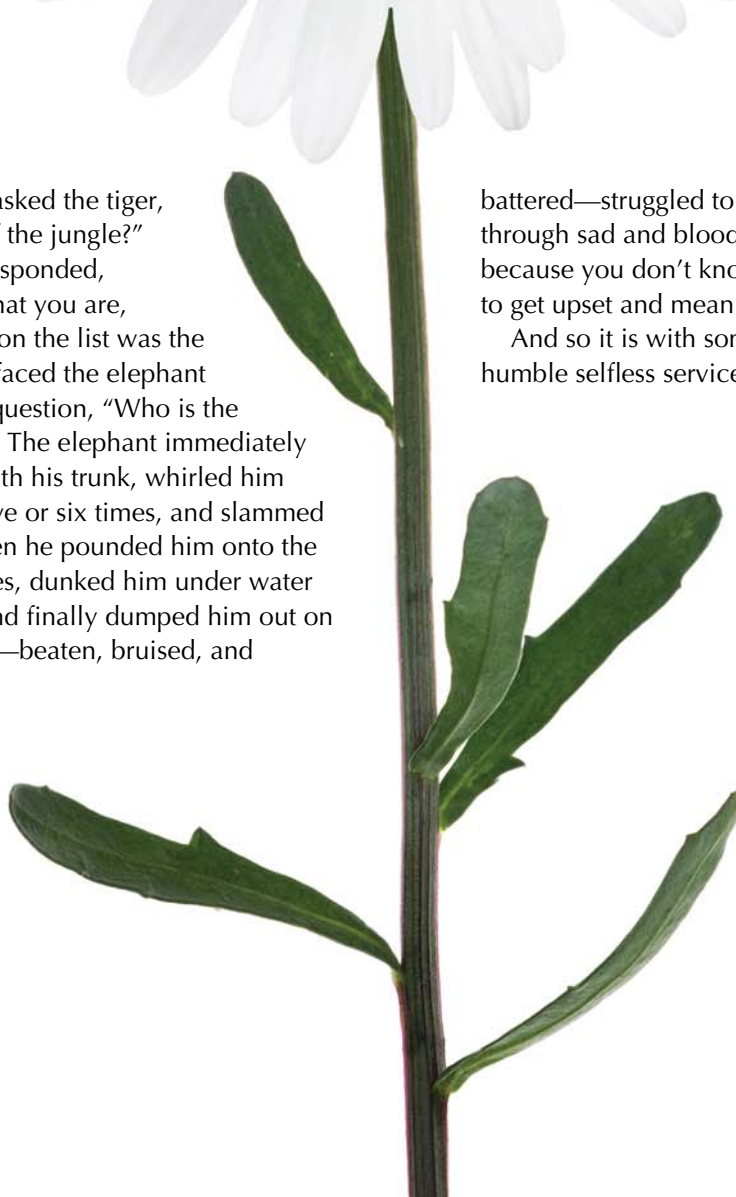 asked the tiger,
the jungle?”
sponded,
hat you are,
on the list was the
faced the elephant
question, “Who is the
The elephant immediately
th his trunk, whirled him
ve or six times, and slammed
en he pounded him onto the
es, dunked him under water
nd finally dumped him out on
—beaten, bruised, and
battered—struggled to
through sad and blood
because you don’t kno
to get upset and mean
And so it is with so
humble selfless service